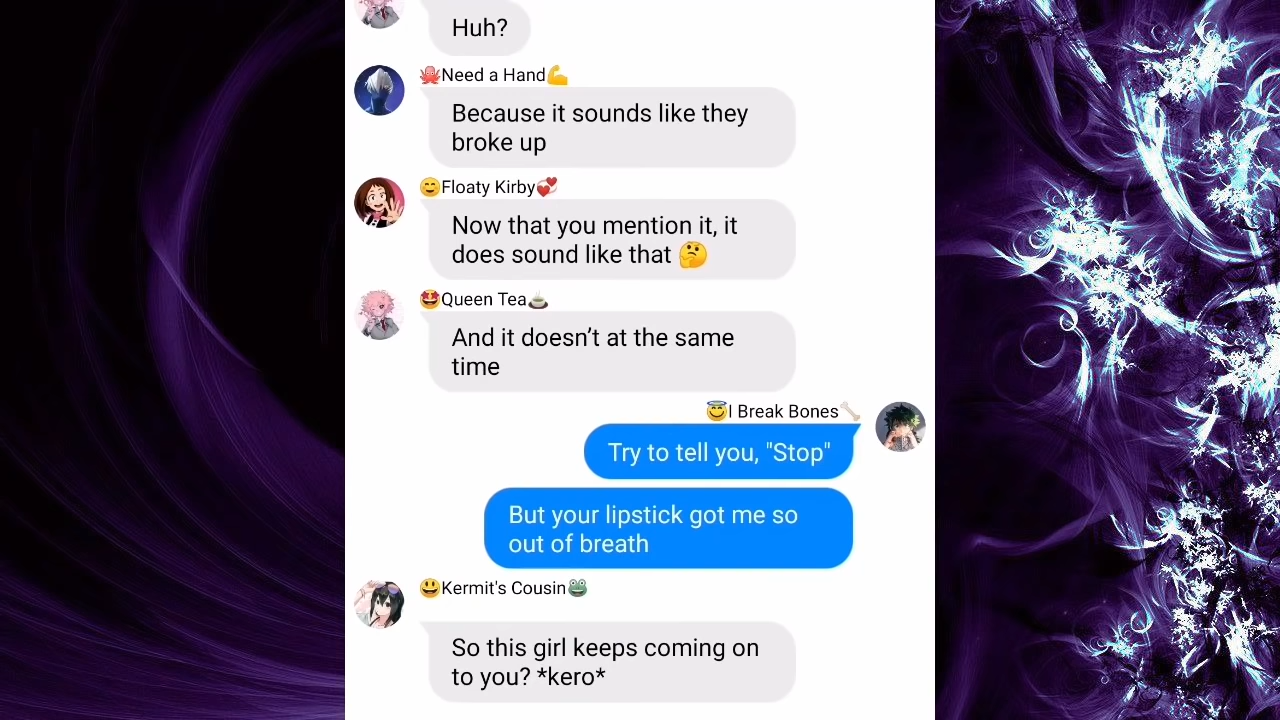 Huh?
🐙Need a Hand💪
Because it sounds like they
broke up
😊Floaty Kirby💞
Now that you mention it, it
does sound like that 🤔
🤩Queen Tea🍵
And it doesn’t at the same
time
😇I Break Bones🦴
Try to tell you, "Stop"
But your lipstick got me so
out of breath
😃Kermit's Cousin🐸
So this girl keeps coming on
to you? *kero*